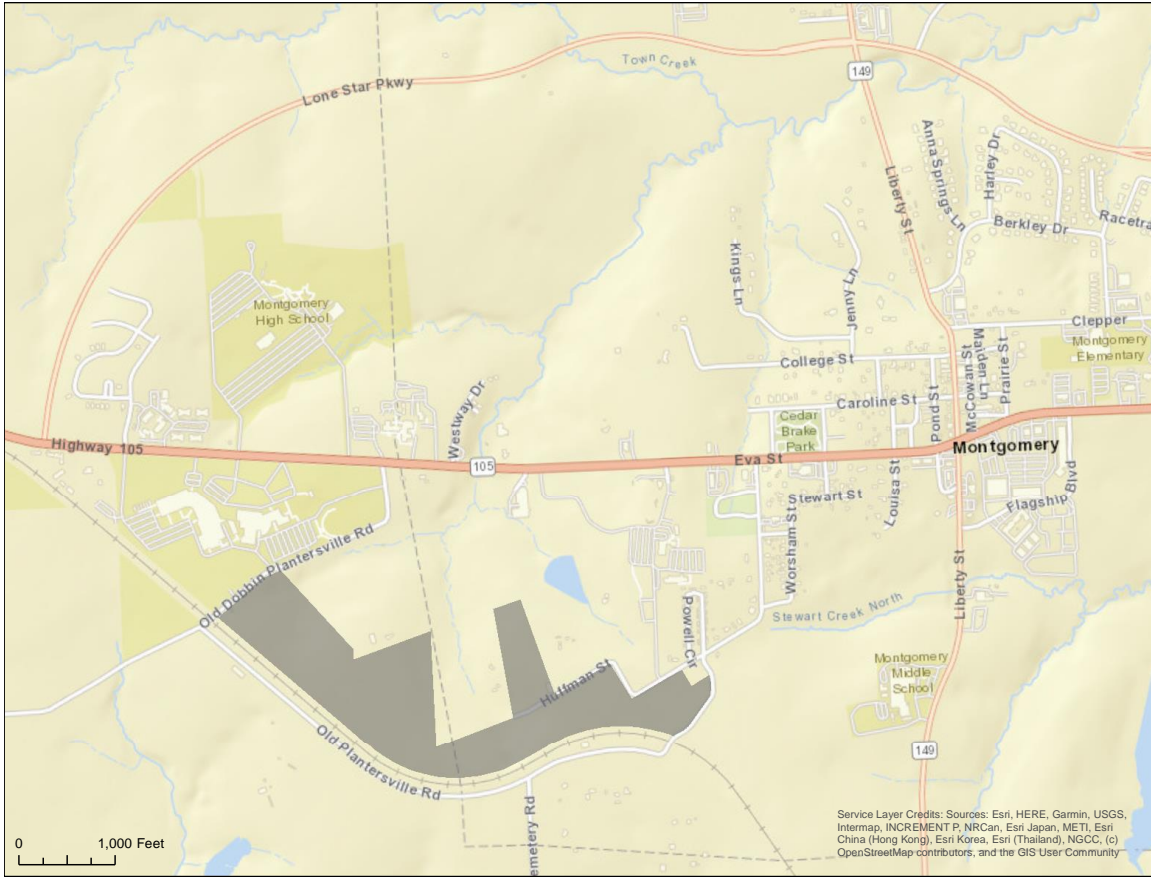 Town Creek
149
Lone Star Pkwy
Anna Springs Ln
Harley Dr
Liberty St
Berkley Dr
Racetra
Kings Ln
Jenny Ln
Montgomery
High School
Clepper
Montgomery
Elementary
College St
McCowan St
Maiden Ln
Prairie St
Pond St
Caroline St
Westway Dr
Cedar
Brake
Park
Highway 105
105
Eva St
Montgomery
Stewart St
Louisa St
Flagship Blvd
Worsham St
Old Dobbin Plantersville Rd
Liberty St
Powell Cir
Stewart Creek North
Huffman St
Montgomery
Middle
School
Old Plantersville Rd
149
emetery Rd
0
1,000 Feet
Service Layer Credits: Sources: Esri, HERE, Garmin, USGS,
Intermap, INCREMENT P, NRCan, Esri Japan, METI, Esri
China (Hong Kong), Esri Korea, Esri (Thailand), NGCC, (c)
OpenStreetMap contributors, and the GIS User Community